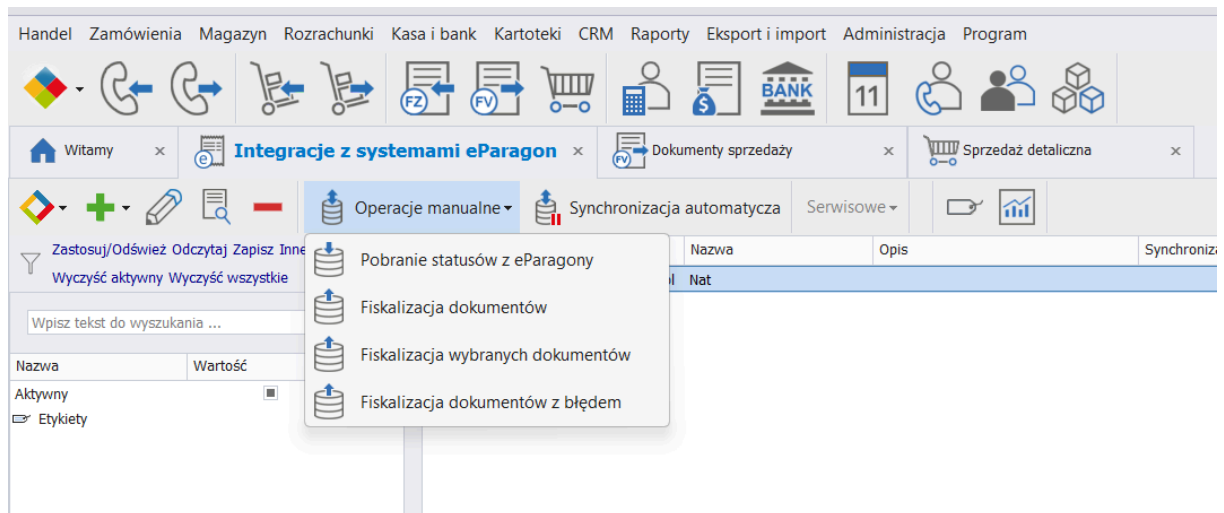 Handel Zamówienia Magazyn Rozrachunki Kasa i bank Kartoteki CRM Raporty Eksport i import Administracja Program
FZ FV $ BANK 11
Witamy × e Integracje z systemami eParagon × FV Dokumenty sprzedaży × Sprzedaż detaliczna ×
Operacje manualne Synchronizacja automatycza Serwisowe
Zastosuj/Odśwież Odczytaj Zapisz Inne Nazwa Opis Synchroniza
Wyczyść aktywny Wyczyść wszystkie Nat
Pobranie statusów z eParagony
Fiskalizacja dokumentów
Wpisz tekst do wyszukania ...
Fiskalizacja wybranych dokumentów
Nazwa Wartość
Aktywny
Fiskalizacja dokumentów z błędem
Etykiety